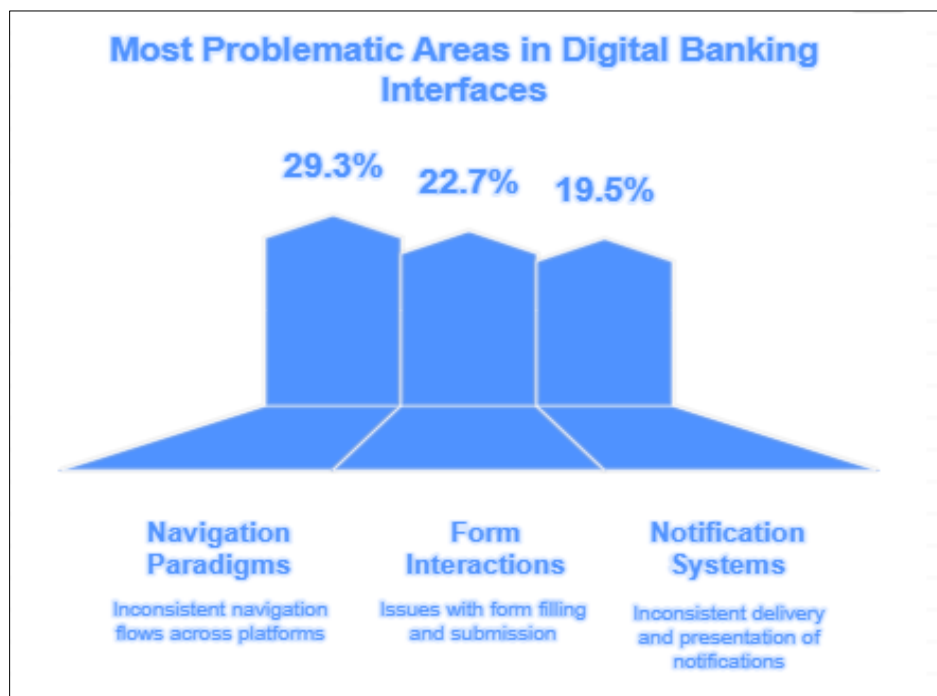 Most Problematic Areas in Digital Banking
Interfaces
29.3%
22.7%
19.5%
Navigation
Paradigms
Inconsistent navigation
flows across platforms
Form
Interactions
Issues with form filling
and submission
Notification
Systems
Inconsistent delivery
and presentation of
notifications